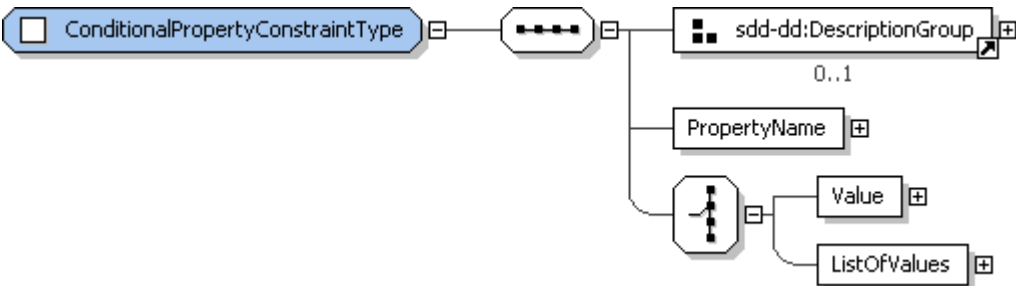 ConditionalPropertyConstraintType
sdd-dd:DescriptionGroup
0..1
PropertyName
Value
ListOfValues